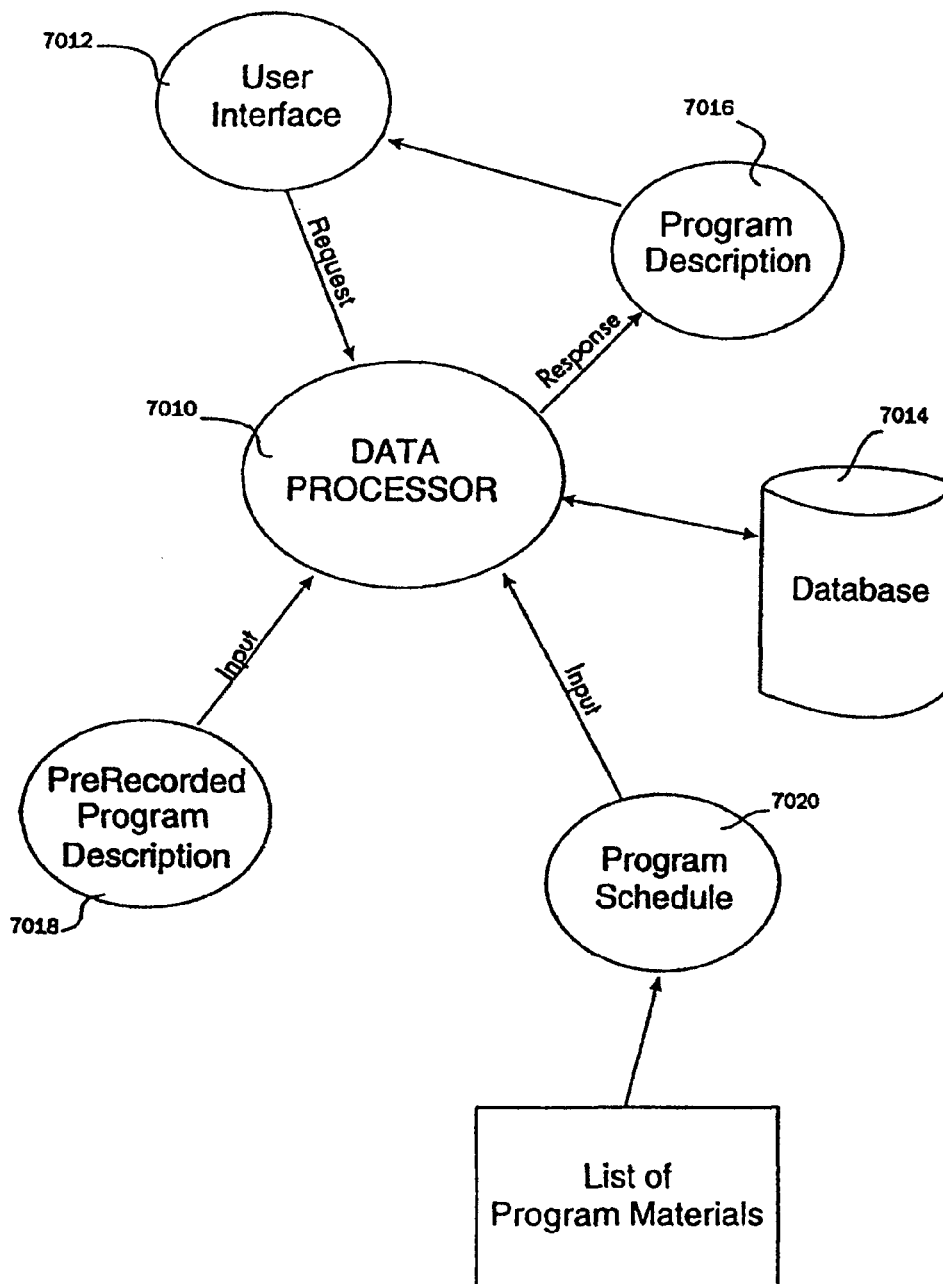 7012
User
Interface
7016
Program
Description
Request
Response
7010
DATA
PROCESSOR
7014
Database
Input
Input
PreRecorded
Program
Description
7018
7020
Program
Schedule
List of
Program Materials